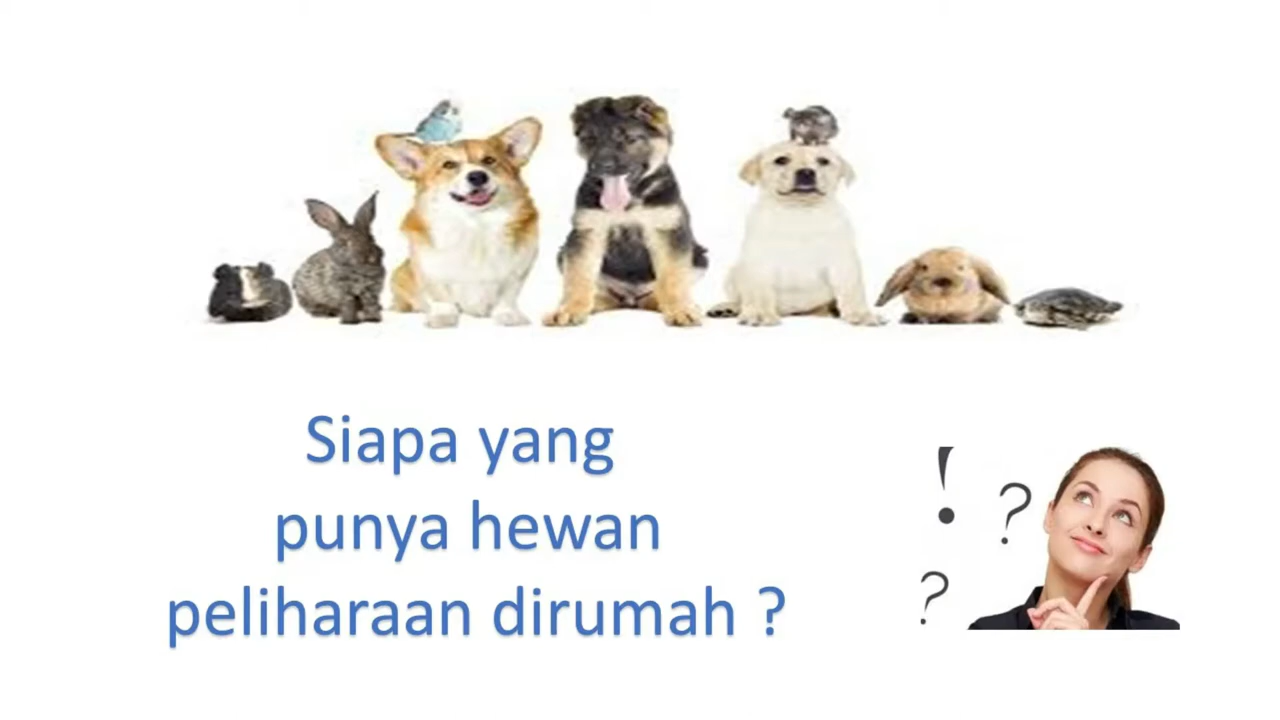 Siapa yang
punya hewan
peliharaan dirumah ?
! ?
?